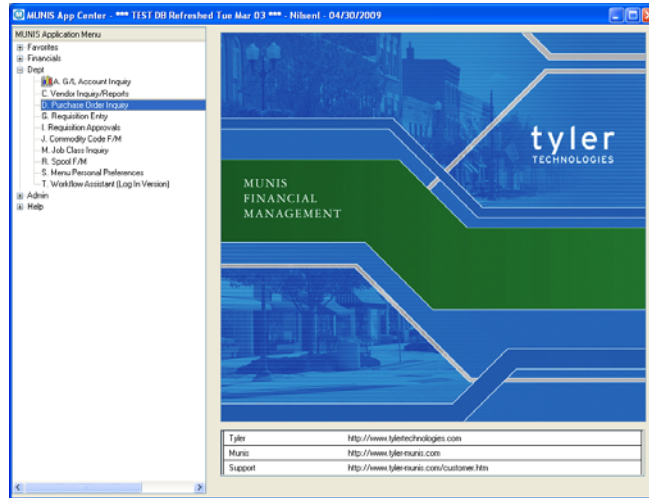 MUNIS App Center - *** TEST DB Refreshed Tue Mar 03 *** - Nilsent - 04/30/2009
MUNIS Application Menu
Favorites
Financials
Dept
A. G/L Account Inquiry
C. Vendor Inquiry/Reports
D. Purchase Order Inquiry
G. Requisition Entry
I. Requisition Approvals
J. Commodity Code F/M
M. Job Class Inquiry
R. Spool F/M
S. Menu Personal Preferences
T. Workflow Assistant (Log In Version)
Admin
Help
tyler
TECHNOLOGIES
MUNIS
FINANCIAL
MANAGEMENT
Tyler http://www.tylertechnologies.com
Munis http://www.tyler-munis.com
Support http://www.tyler-munis.com/customer.htm